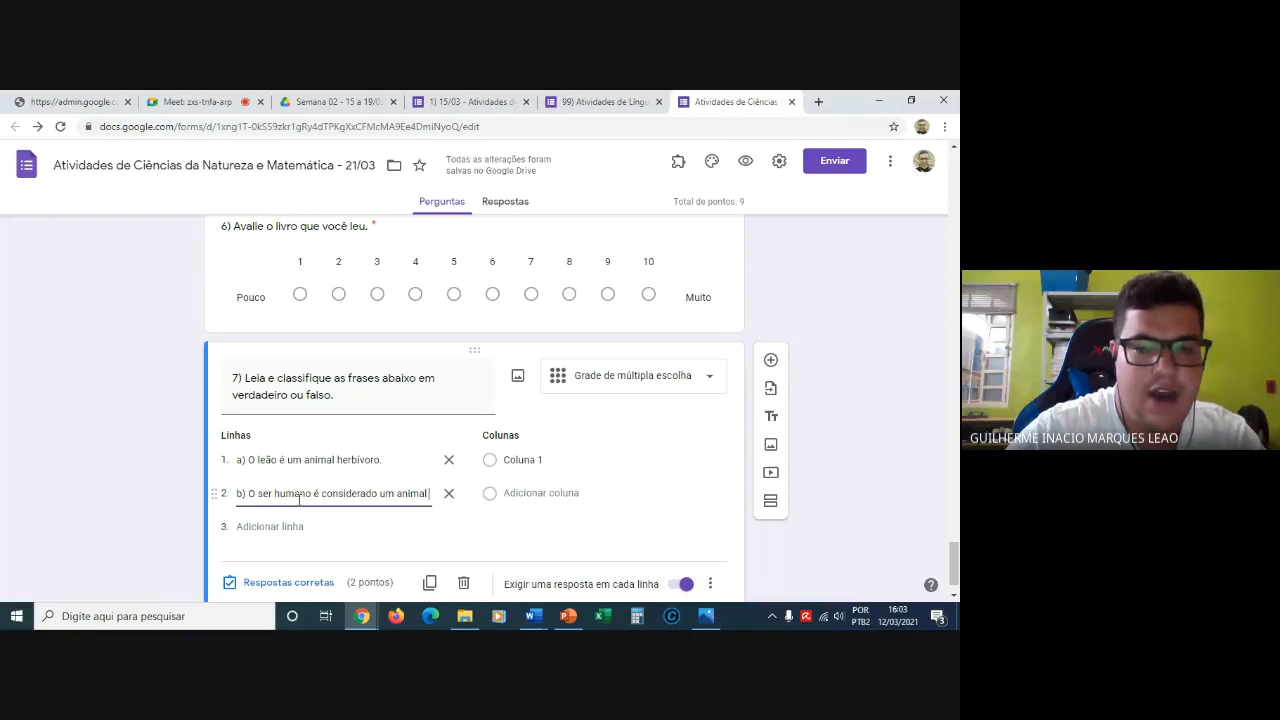 https://admin.google.c
Meet: zxs-tnfa-arp
Semana 02 - 15 a 19/0
1) 15/03 - Atividades de
99) Atividades de Língu
Atividades de Ciências
docs.google.com/forms/d/1xng1T-0kS59zkr1gRy4dTPKgXxCFMcMA9Ee4DmiNyoQ/edit
Atividades de Ciências da Natureza e Matemática - 21/03
Todas as alterações foram
salvas no Google Drive
Enviar
Perguntas
Respostas
Total de pontos: 9
6) Avalie o livro que você leu. *
1 2 3 4 5 6 7 8 9 10
Pouco
Muito
7) Leia e classifique as frases abaixo em
verdadeiro ou falso.
Grade de múltipla escolha
Linhas
Colunas
1. a) O leão é um animal herbívoro.
Coluna 1
2. b) O ser humano é considerado um animal
Adicionar coluna
3. Adicionar linha
Respostas corretas (2 pontos)
Exigir uma resposta em cada linha
GUILHERME INACIO MARQUES LEAO
Digite aqui para pesquisar
POR
PTB2
16:03
12/03/2021
3